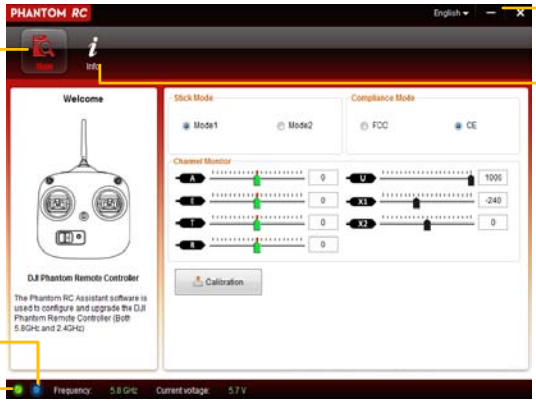 PHANTOM RC
English
Info
Welcome
DJI Phantom Remote Controller
The Phantom RC Assistant software is
used to configure and upgrade the DJI
Phantom Remote Controller (Both
5.8GHz and 2.4GHz)
Stick Mode
Mode1
Mode2
Compliance Mode
FCC
CE
Channel Monitor
A 0
E 0
T 0
R 0
U 1000
X1 -240
X2 0
Calibration
Frequency: 5.8 GHz Current voltage: 5.7 V